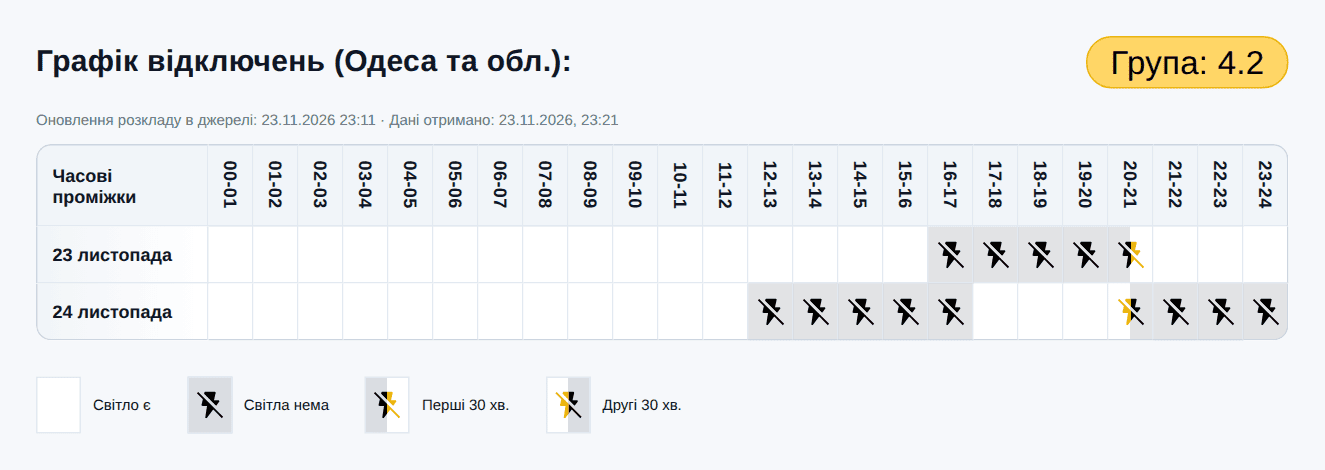 Графік відключень (Одеса та обл.):
Група: 4.2
Оновлення розкладу в джерелі: 23.11.2026 23:11 · Дані отримано: 23.11.2026, 23:21
Часові
проміжки
00-01
01-02
02-03
03-04
04-05
05-06
06-07
07-08
08-09
09-10
10-11
11-12
12-13
13-14
14-15
15-16
16-17
17-18
18-19
19-20
20-21
21-22
22-23
23-24
23 листопада
24 листопада
Світло є
Світла нема
Перші 30 хв.
Другі 30 хв.